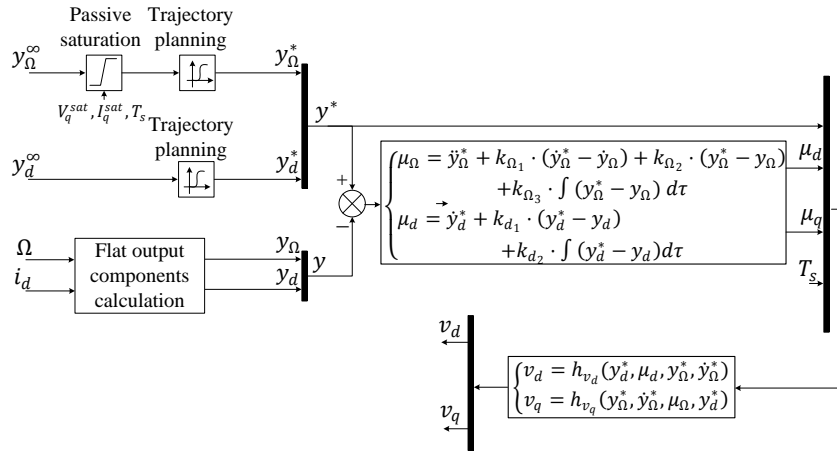 Passive
saturation
Trajectory
planning
y_Ω^∞
y_Ω^*
V_q^sat, I_q^sat, T_s
y^*
Trajectory
planning
y_d^∞
y_d^*
+
−
μ_Ω = ÿ_Ω^* + k_Ω₁ · (ẏ_Ω^* − ẏ_Ω) + k_Ω₂ · (y_Ω^* − y_Ω)
+k_Ω₃ · ∫ (y_Ω^* − y_Ω) dτ
μ_d = ẏ_d^* + k_d₁ · (y_d^* − y_d)
+k_d₂ · ∫ (y_d^* − y_d)dτ
μ_d
μ_q
T_s
Ω
i_d
Flat output
components
calculation
y_Ω
y_d
y
v_d
v_q
v_d = h_v_d(y_d^*, μ_d, y_Ω^*, ẏ_Ω^*)
v_q = h_v_q(y_Ω^*, ẏ_Ω^*, μ_Ω, y_d^*)